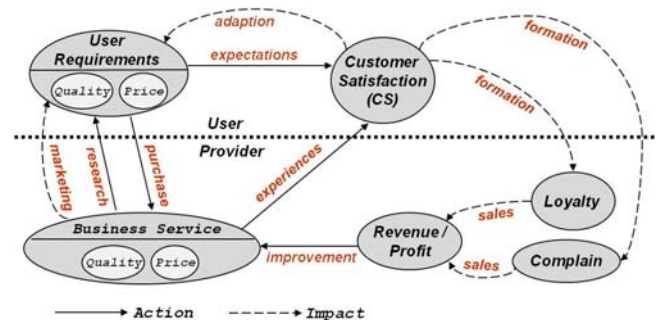 adaption
formation
User
Requirements
Quality
Price
expectations
Customer
Satisfaction
(CS)
formation
User
Provider
marketing
research
purchase
experiences
Business Service
Quality
Price
improvement
Revenue /
Profit
sales
sales
Loyalty
Complain
Action
Impact